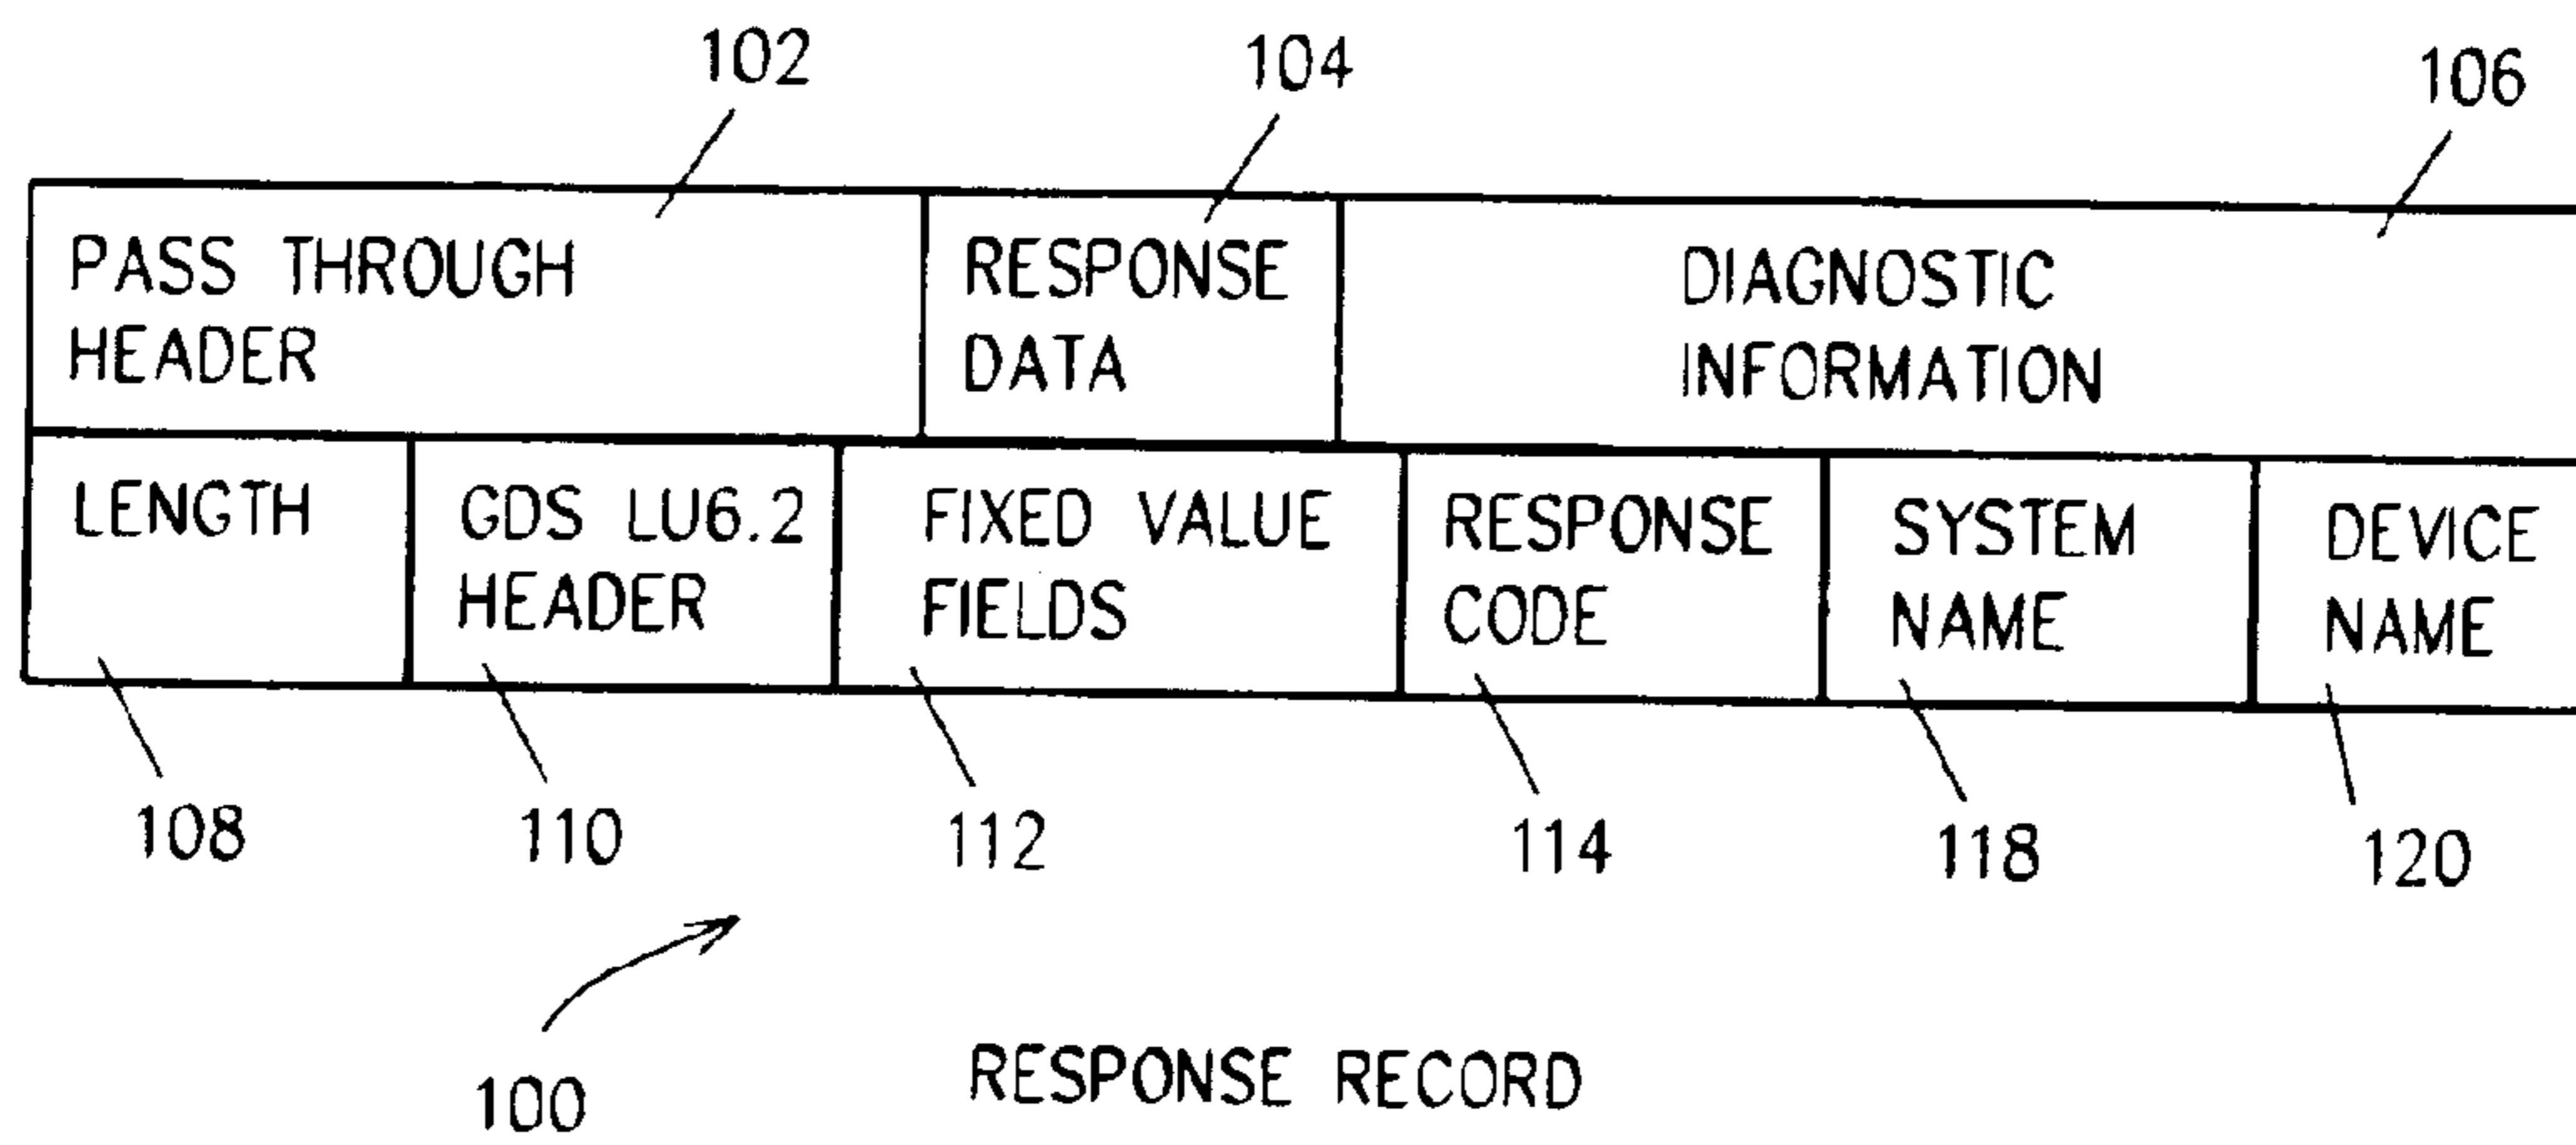 102
104
106
PASS THROUGH
HEADER
RESPONSE
DATA
DIAGNOSTIC
INFORMATION
LENGTH
GDS LU6.2
HEADER
FIXED VALUE
FIELDS
RESPONSE
CODE
SYSTEM
NAME
DEVICE
NAME
108
110
112
114
118
120
100
RESPONSE RECORD